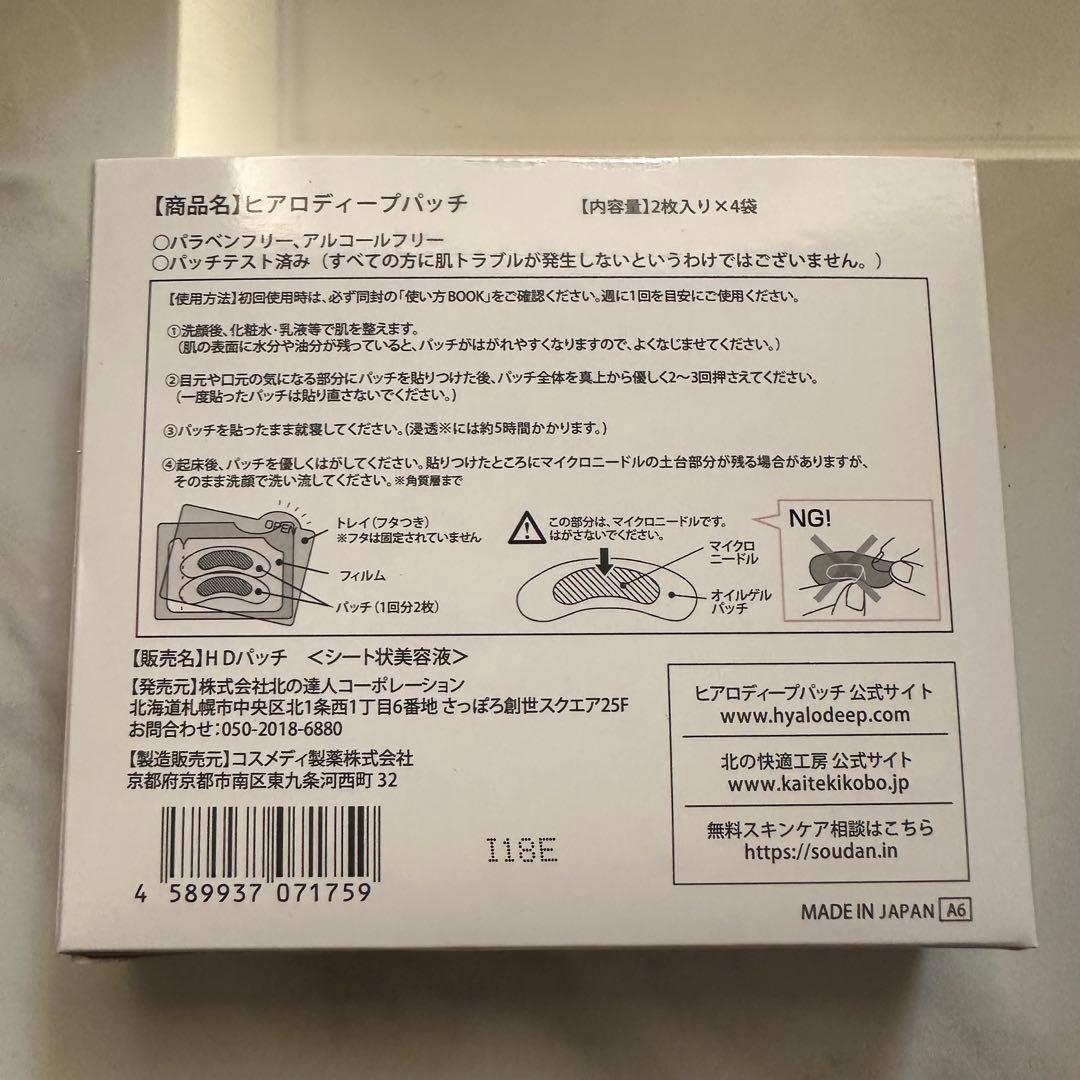 【商品名】ヒアロディープパッチ 【内容量】2枚入り×4袋
○パラベンフリー、アルコールフリー
○パッチテスト済み（すべての方に肌トラブルが発生しないというわけではございません。）
【使用方法】初回使用時は、必ず同封の「使い方BOOK」をご確認ください。週に1回を目安にご使用ください。
①洗顔後、化粧水・乳液等で肌を整えます。
（肌の表面に水分や油分が残っていると、パッチがはがれやすくなりますので、よくなじませてください。）
②目元や口元の気になる部分にパッチを貼りつけた後、パッチ全体を真上から優しく2〜3回押さえてください。
（一度貼ったパッチは貼り直さないでください。）
③パッチを貼ったまま就寝してください。（浸透※には約5時間かかります。）
④起床後、パッチを優しくはがしてください。貼りつけたところにマイクロニードルの土台部分が残る場合がありますが、
そのまま洗顔で洗い流してください。※角質層まで
OPEN
トレイ（フタつき）
※フタは固定されていません
フィルム
パッチ（1回分2枚）
この部分は、マイクロニードルです。
はがさないでください。
マイクロ
ニードル
オイルゲル
パッチ
NG!
【販売名】HDパッチ ＜シート状美容液＞
【発売元】株式会社北の達人コーポレーション
北海道札幌市中央区北1条西1丁目6番地 さっぽろ創世スクエア25F
お問合わせ:050-2018-6880
【製造販売元】コスメディ製薬株式会社
京都府京都市南区東九条河西町 32
ヒアロディープパッチ 公式サイト
www.hyalodeep.com
北の快適工房 公式サイト
www.kaitekikobo.jp
無料スキンケア相談はこちら
https://soudan.in
I18E
4 589937 071759
MADE IN JAPAN A6